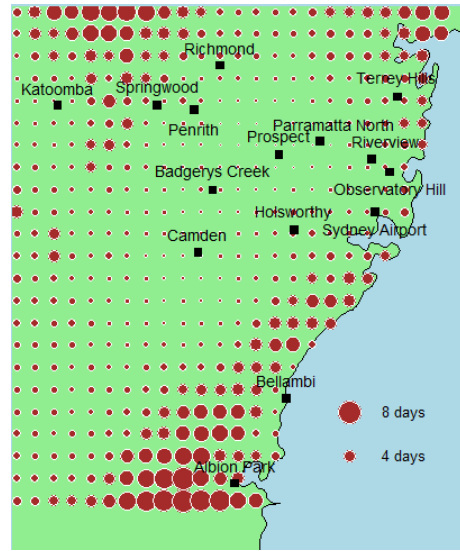 Richmond
Terrey Hills
Katoomba
Springwood
Penrith
Parramatta North
Prospect
Riverview
Badgerys Creek
Observatory Hill
Holsworthy
Sydney Airport
Camden
Bellambi
8 days
4 days
Albion Park